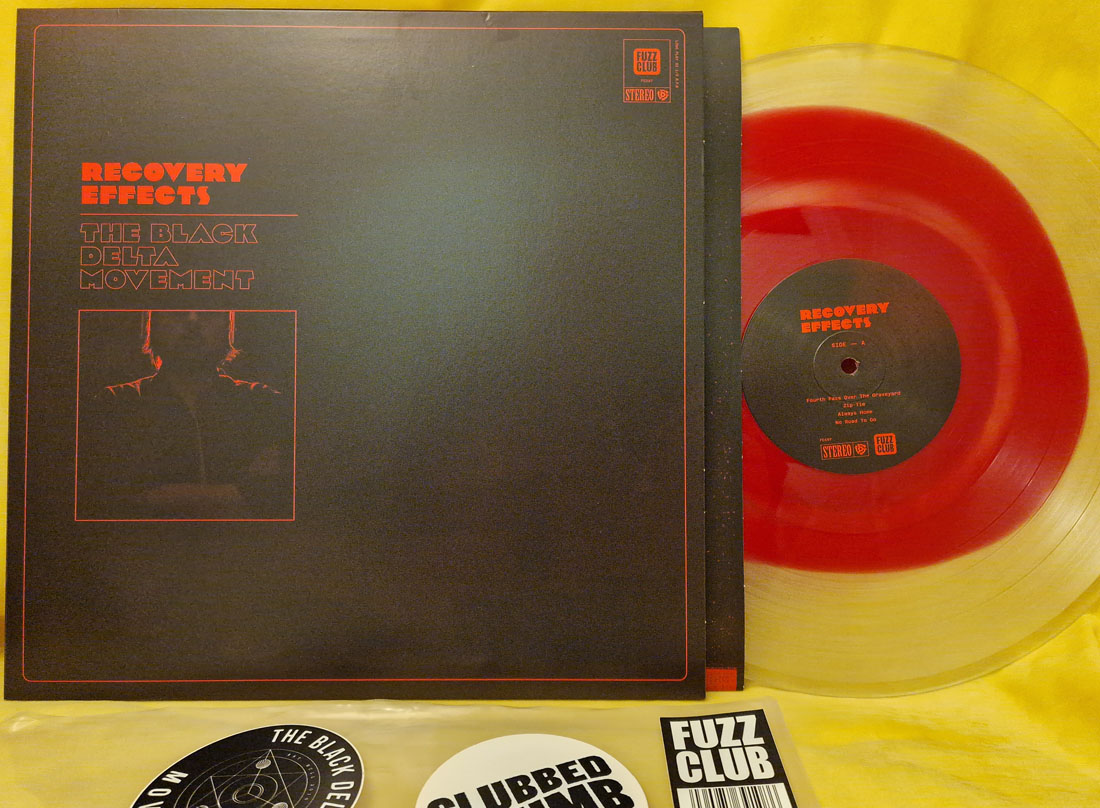 FUZZ
CLUB
STEREO
RECOVERY
EFFECTS
THE BLACK
DELTA
MOVEMENT
RECOVERY
EFFECTS
SIDE — A
Fourth Pass Over The Graveyard
Zip-Tie
Always Home
No Road To Go
STEREO
FUZZ
CLUB
THE BLACK DEL
MOV
CLUBBED
FUZZ
CLUB